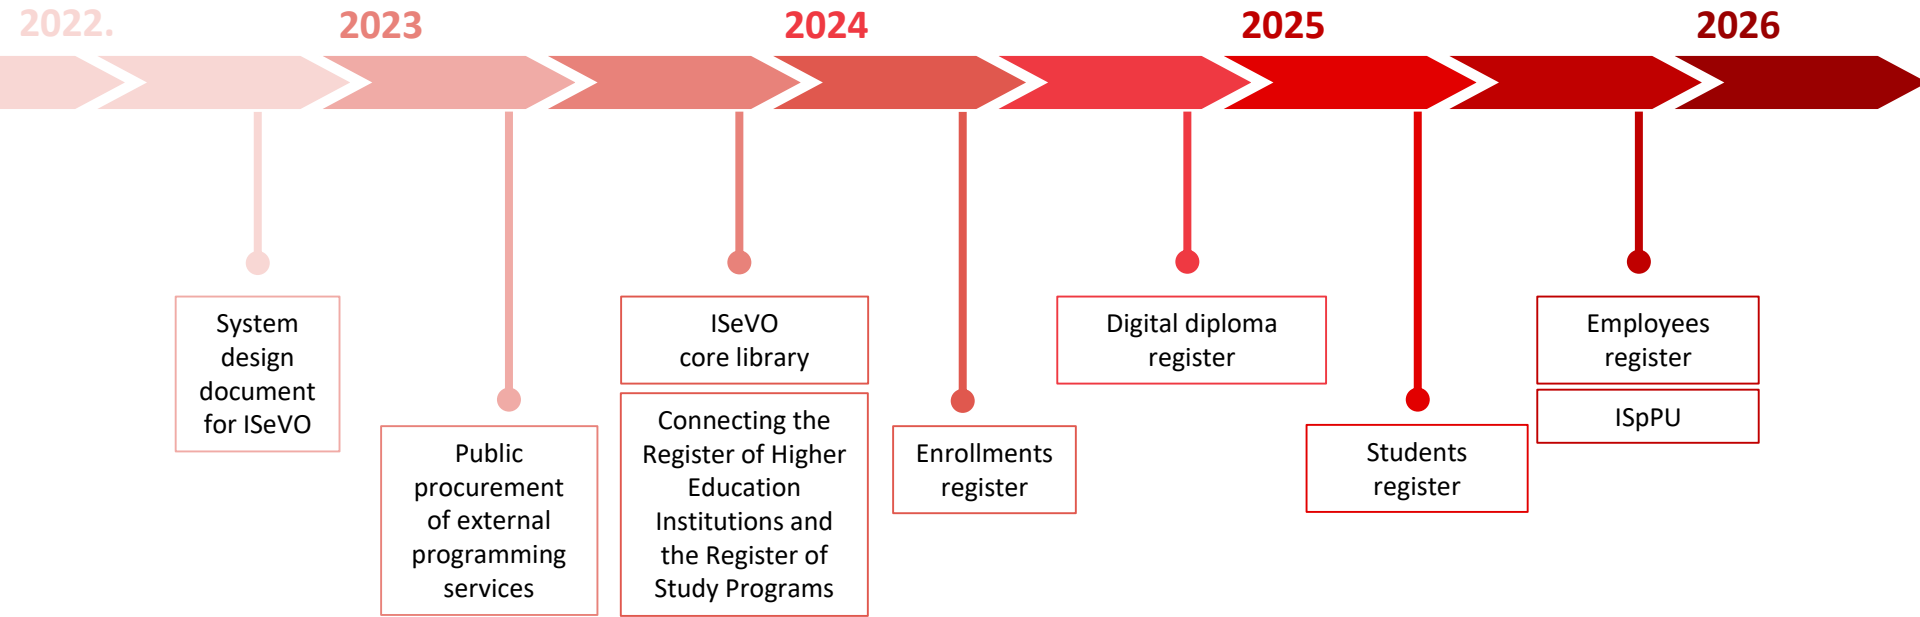 2022.
2023
2024
2025
2026
System
design
document
for ISeVO
Public
procurement
of external
programming
services
ISeVO
core library
Connecting the
Register of Higher
Education
Institutions and
the Register of
Study Programs
Enrollments
register
Digital diploma
register
Students
register
Employees
register
ISpPU